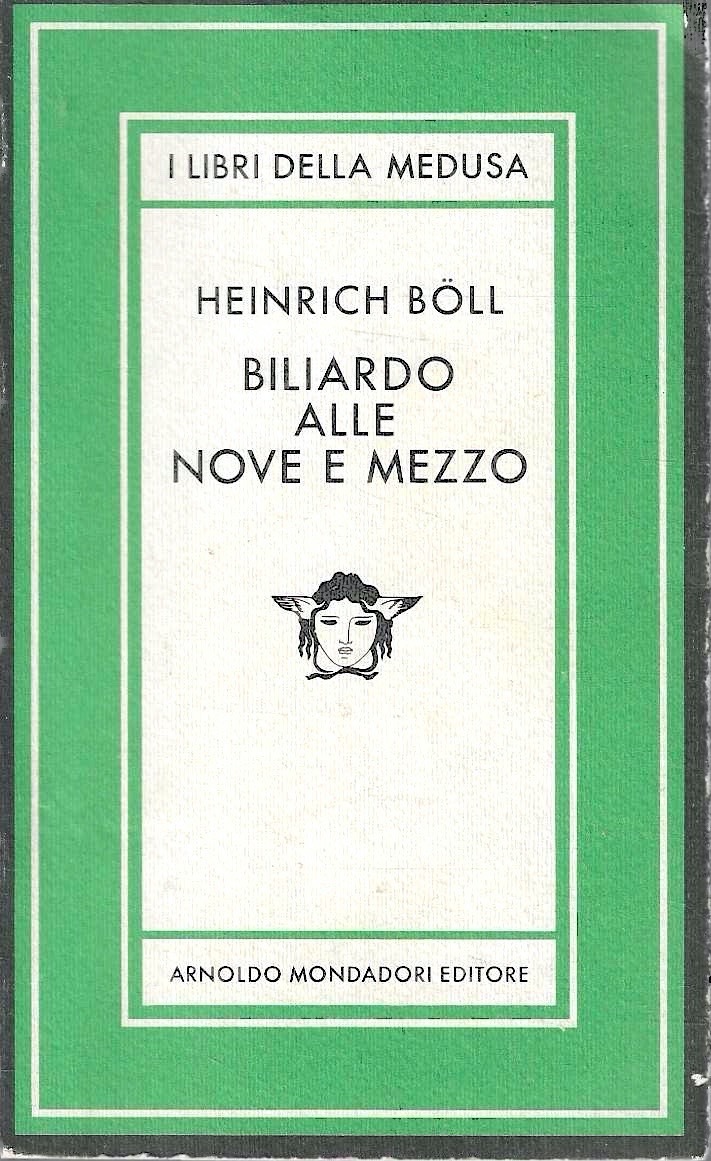 I LIBRI DELLA MEDUSA
HEINRICH BÖLL
BILIARDO
ALLE
NOVE E MEZZO
ARNOLDO MONDADORI EDITORE